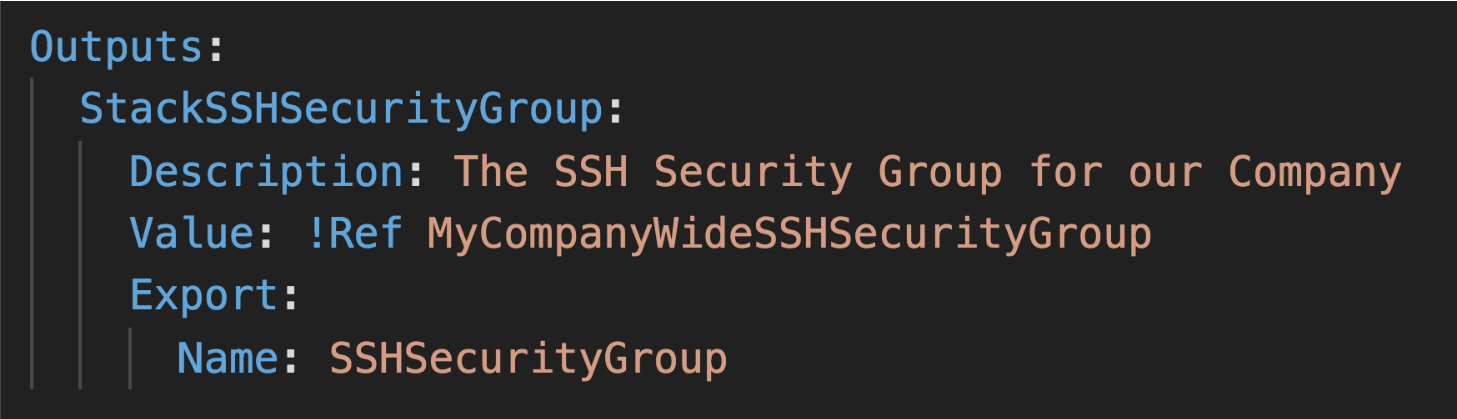 Outputs:
StackSSHSecurityGroup:
Description: The SSH Security Group for our Company
Value: !Ref MyCompanyWideSSHSecurityGroup
Export:
Name: SSHSecurityGroup